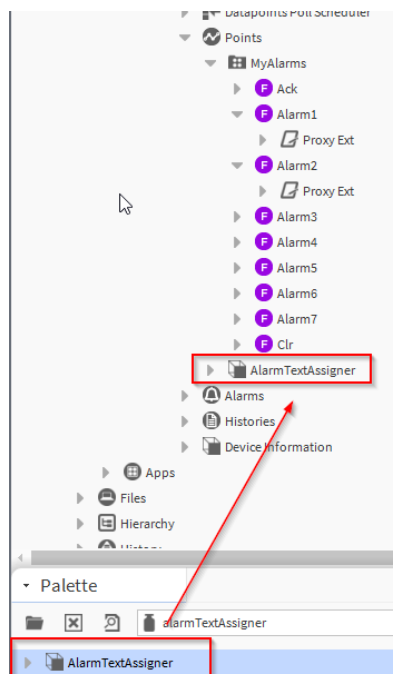 Datapoints Poll Scheduler
Points
MyAlarms
Ack
Alarm1
Proxy Ext
Alarm2
Proxy Ext
Alarm3
Alarm4
Alarm5
Alarm6
Alarm7
Clr
AlarmTextAssigner
Alarms
Histories
Device Information
Apps
Files
Hierarchy
History
Palette
alarmTextAssigner
AlarmTextAssigner